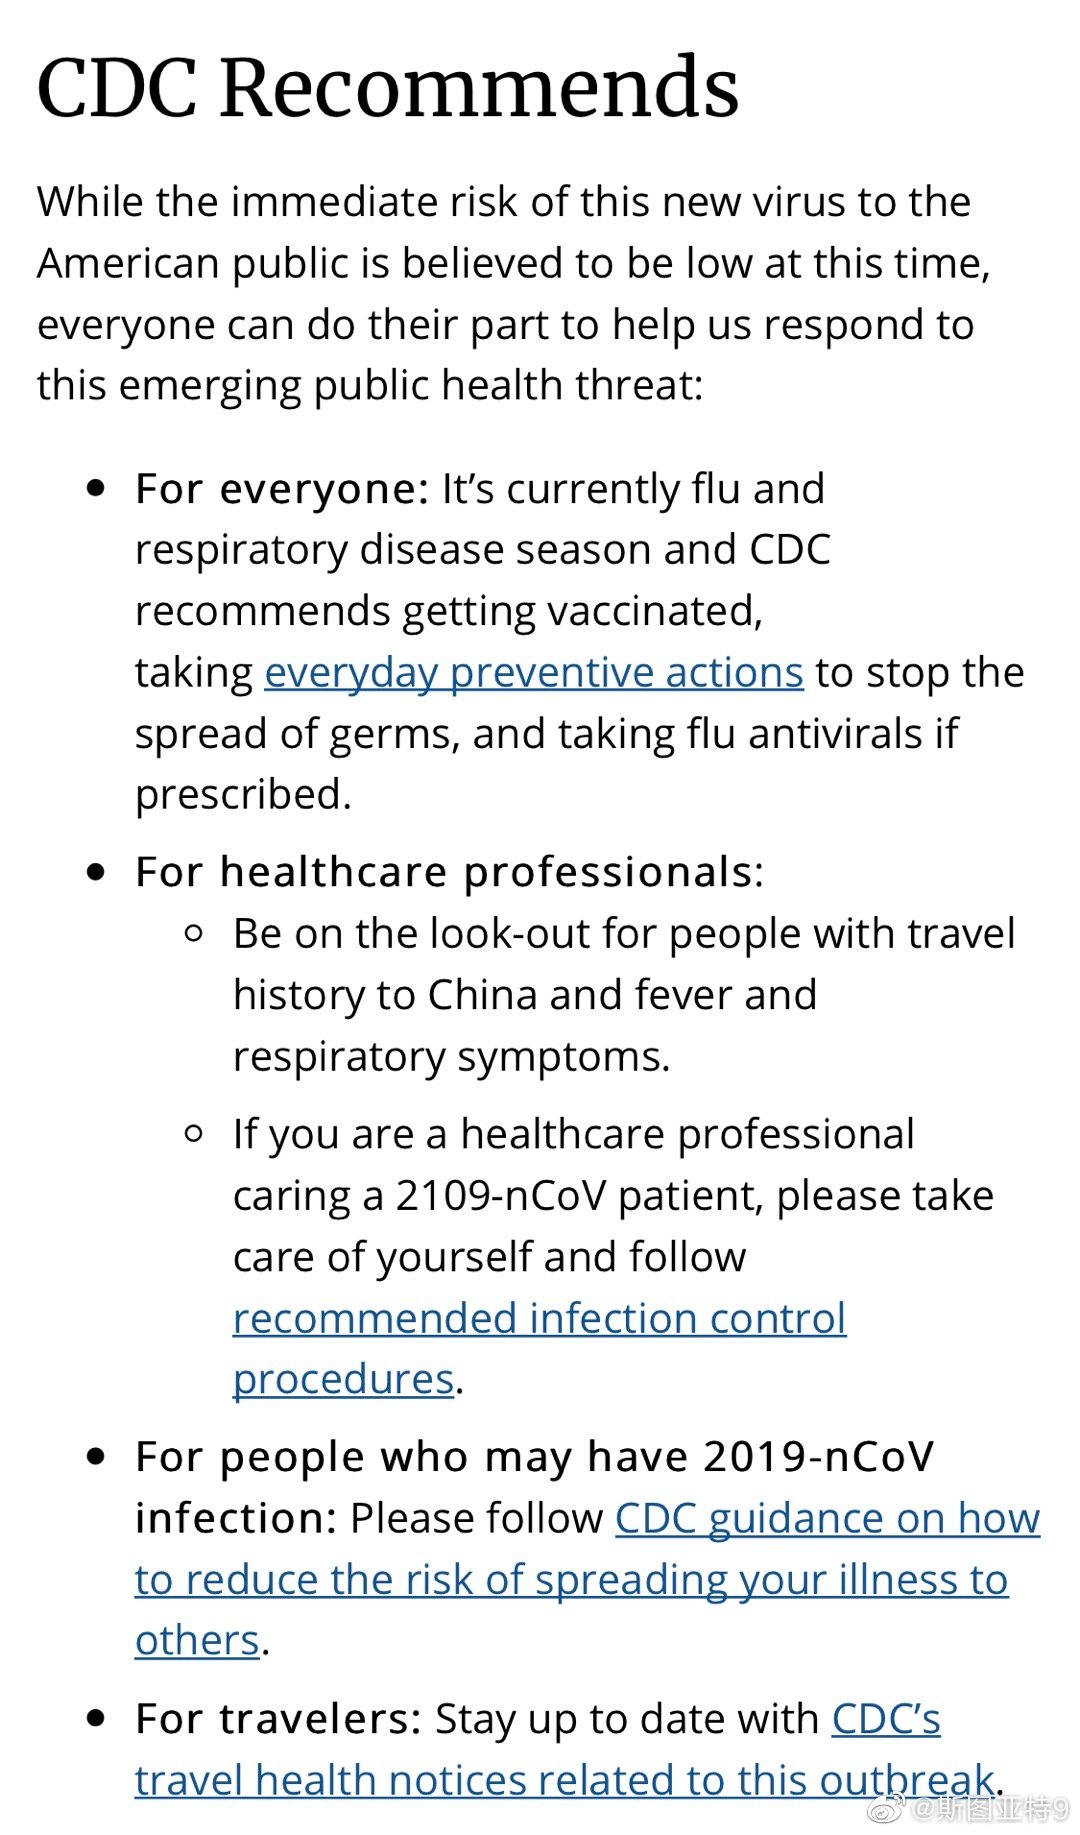 CDC Recommends
While the immediate risk of this new virus to the
American public is believed to be low at this time,
everyone can do their part to help us respond to
this emerging public health threat:
• For everyone: It’s currently flu and
respiratory disease season and CDC
recommends getting vaccinated,
taking everyday preventive actions to stop the
spread of germs, and taking flu antivirals if
prescribed.
• For healthcare professionals:
○ Be on the look-out for people with travel
history to China and fever and
respiratory symptoms.
○ If you are a healthcare professional
caring a 2109-nCoV patient, please take
care of yourself and follow
recommended infection control
procedures.
• For people who may have 2019-nCoV
infection: Please follow CDC guidance on how
to reduce the risk of spreading your illness to
others.
• For travelers: Stay up to date with CDC’s
travel health notices related to this outbreak.
@斯图亚特9